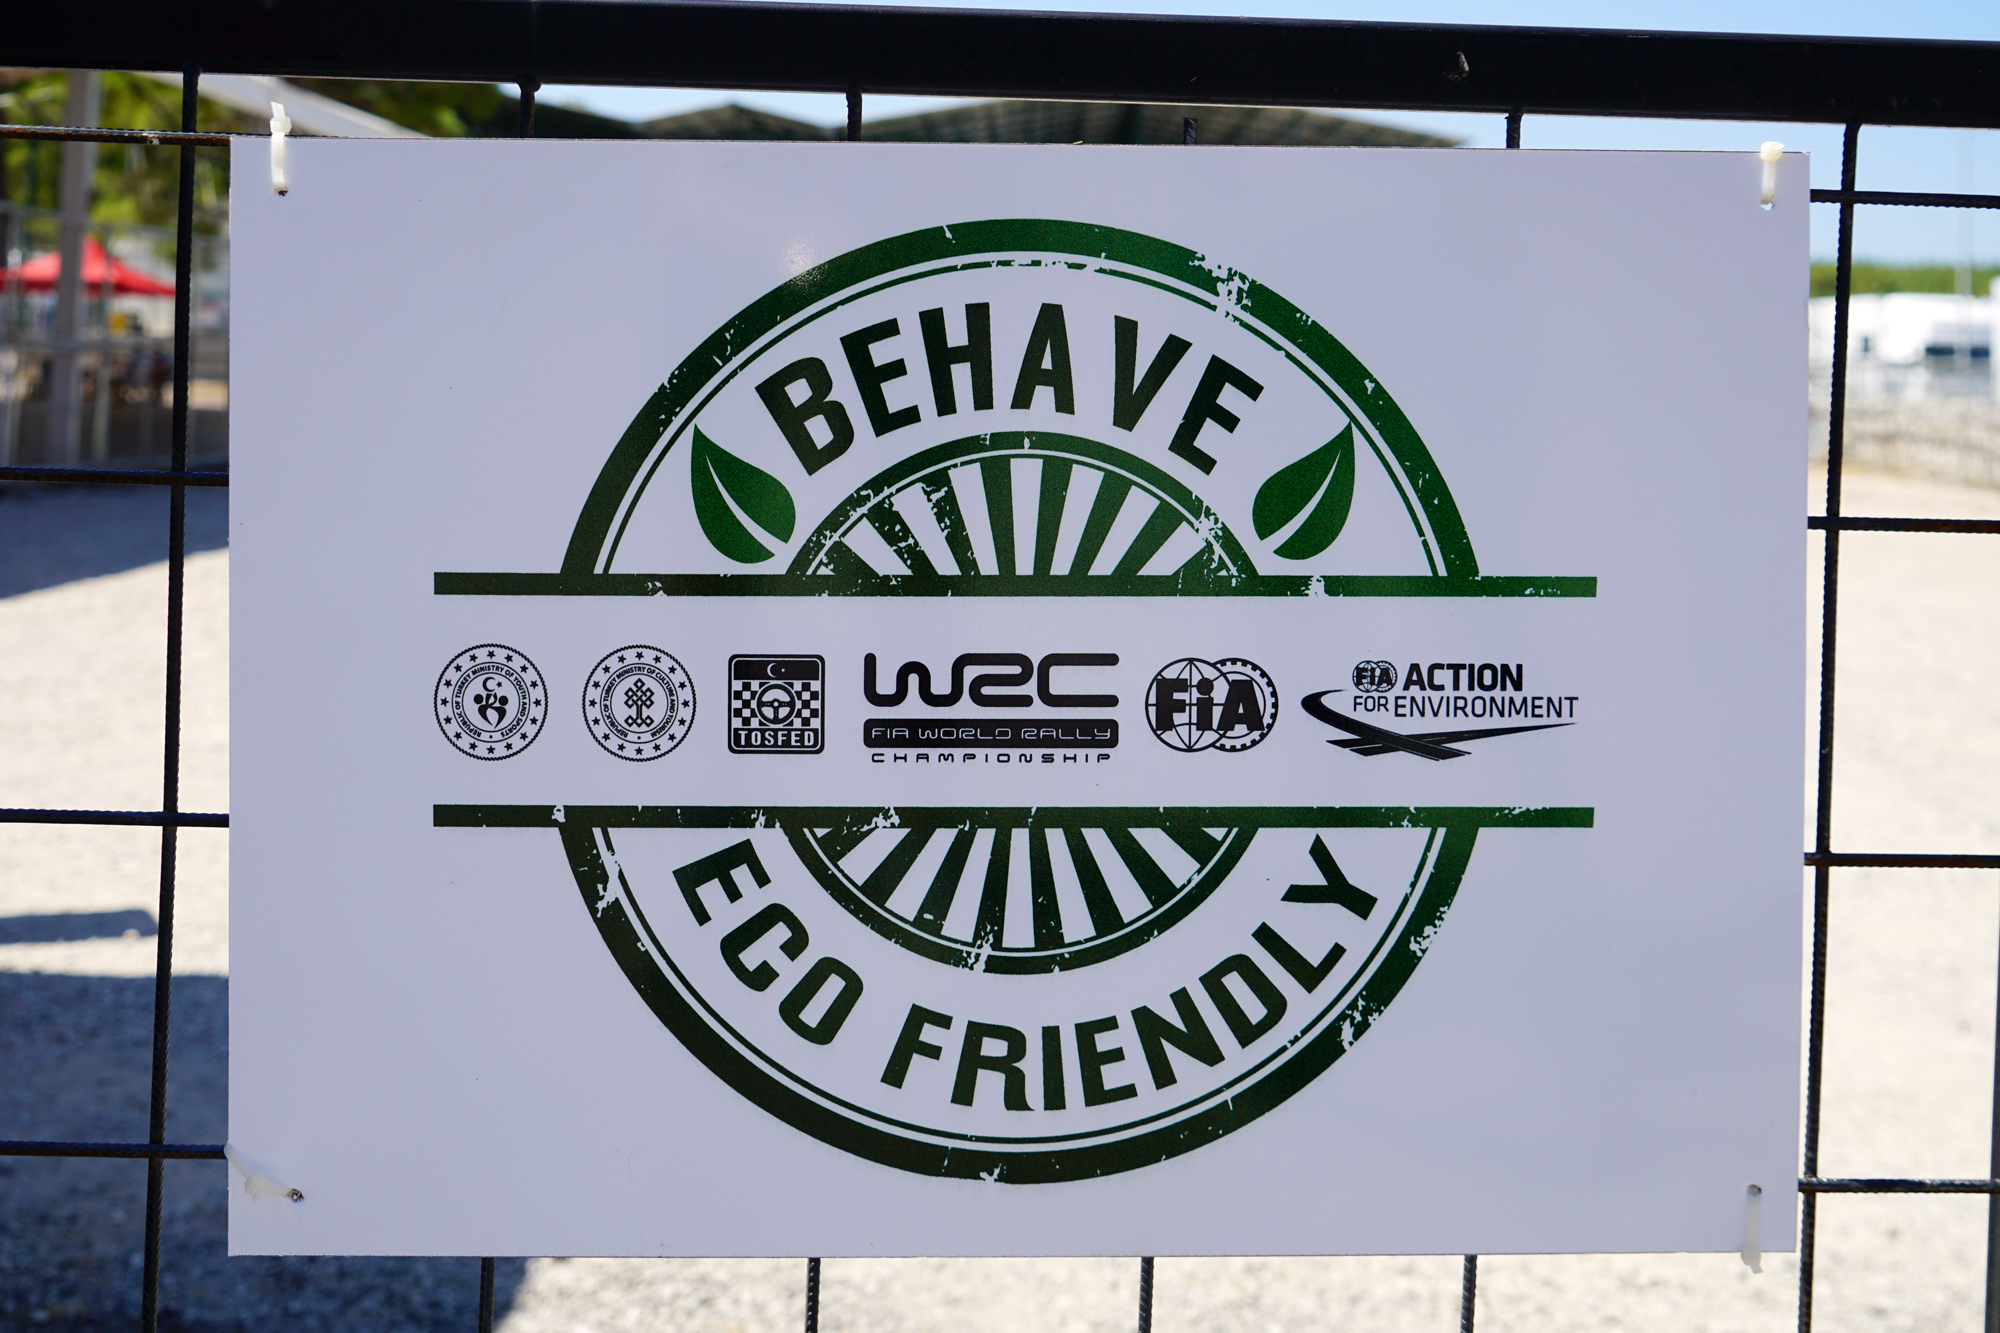 BEHAVE
REPUBLIC OF TURKEY MINISTRY OF YOUTH AND SPORTS
REPUBLIC OF TURKEY MINISTRY OF CULTURE AND TOURISM
TOSFED
WRC
FIA WORLD RALLY
CHAMPIONSHIP
FiA
FiA ACTION
FOR ENVIRONMENT
ECO FRIENDLY